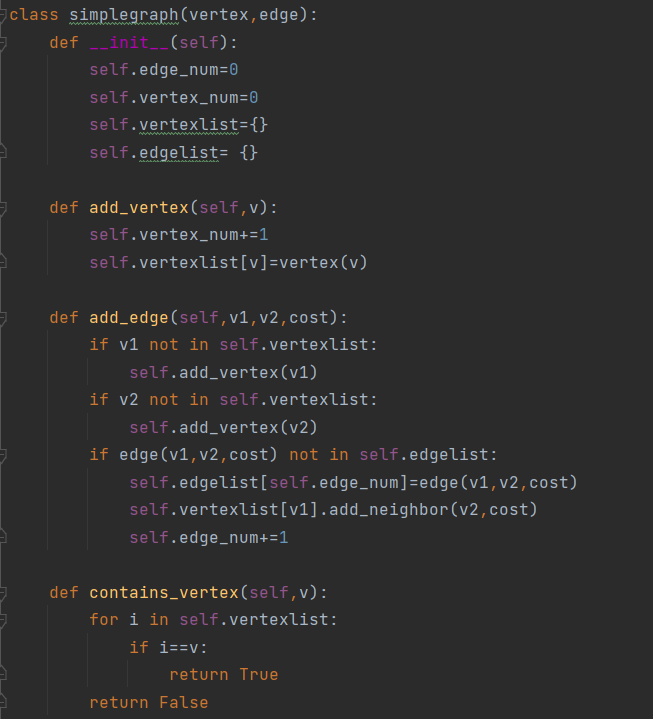 class simplegraph(vertex,edge):
    def __init__(self):
        self.edge_num=0
        self.vertex_num=0
        self.vertexlist={}
        self.edgelist= {}

    def add_vertex(self,v):
        self.vertex_num+=1
        self.vertexlist[v]=vertex(v)

    def add_edge(self,v1,v2,cost):
        if v1 not in self.vertexlist:
            self.add_vertex(v1)
        if v2 not in self.vertexlist:
            self.add_vertex(v2)
        if edge(v1,v2,cost) not in self.edgelist:
            self.edgelist[self.edge_num]=edge(v1,v2,cost)
            self.vertexlist[v1].add_neighbor(v2,cost)
            self.edge_num+=1

    def contains_vertex(self,v):
        for i in self.vertexlist:
            if i==v:
                return True
        return False